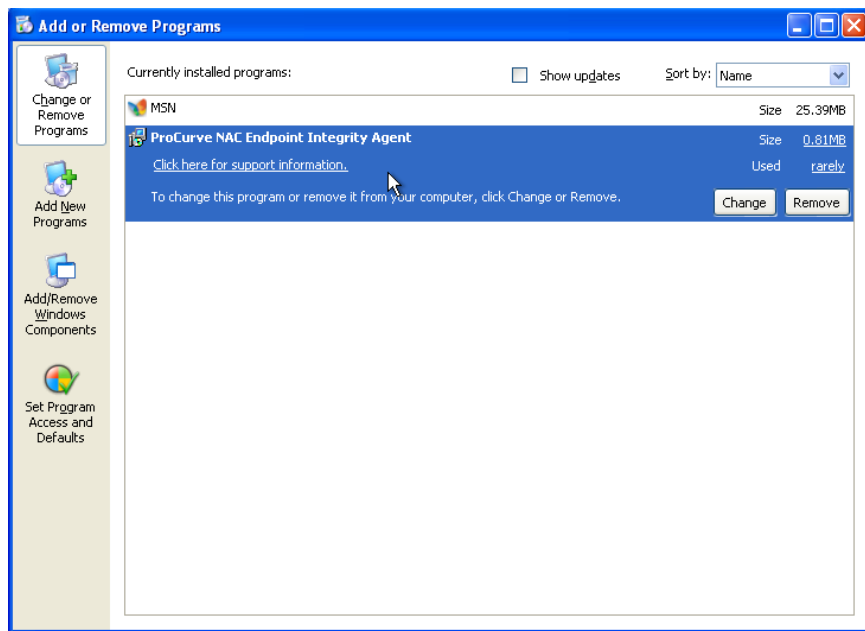 Add or Remove Programs
Change or
Remove
Programs
Add New
Programs
Add/Remove
Windows
Components
Set Program
Access and
Defaults
Currently installed programs:
Show updates
Sort by: Name
MSN Size 25.39MB
ProCurve NAC Endpoint Integrity Agent Size 0.81MB
Click here for support information. Used rarely
To change this program or remove it from your computer, click Change or Remove. Change Remove